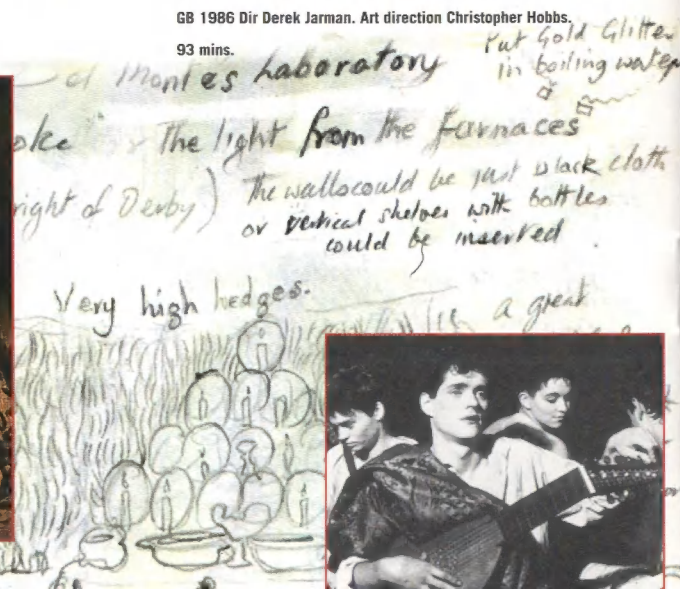 GB 1986 Dir Derek Jarman. Art direction Christopher Hobbs.
93 mins.
Laboratory
Put Gold Glitter
in boiling water
The light from the furnaces
right of Derby)
The walls could be just black cloth
or vertical shelves with bottles
could be inserted
Very high hedges.
a great